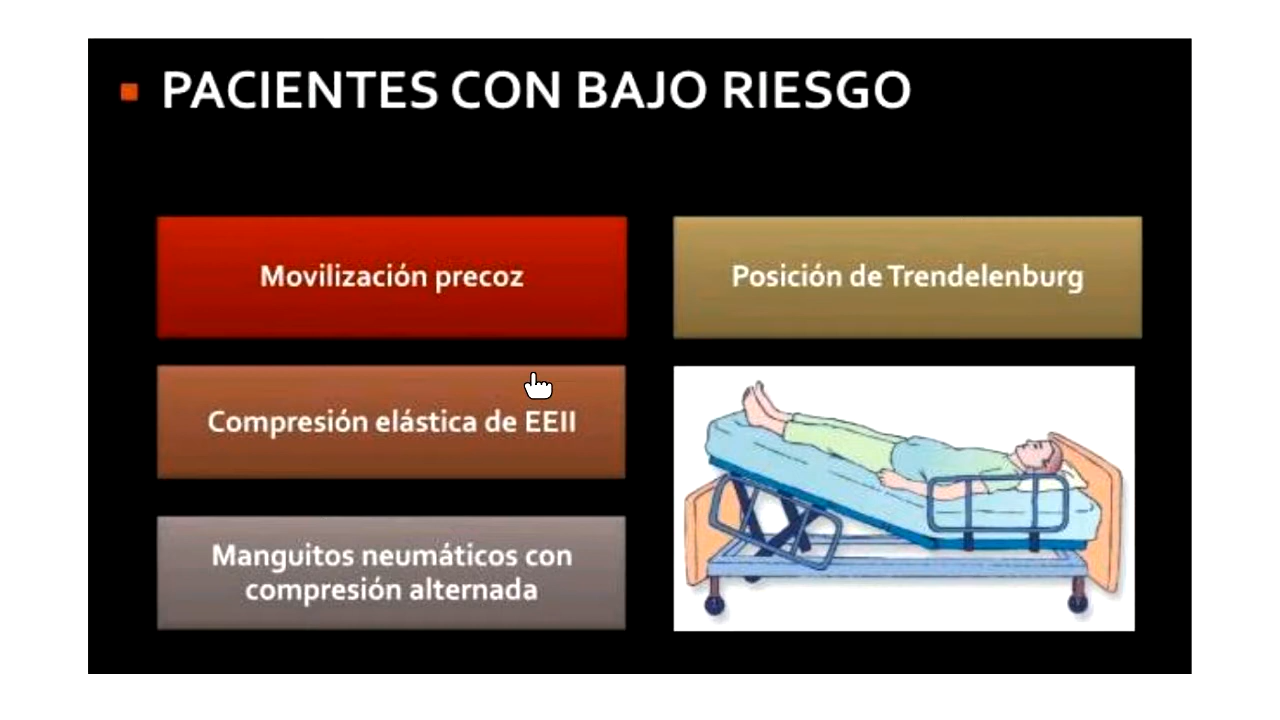 PACIENTES CON BAJO RIESGO
Movilización precoz
Posición de Trendelenburg
Compresión elástica de EEII
Manguitos neumáticos con
compresión alternada